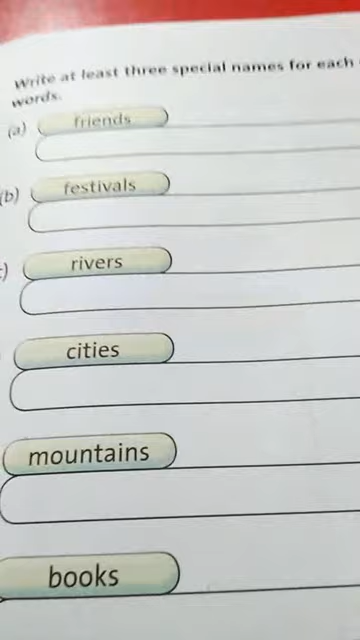 Write at least three special names for each
words.
(a) friends
(b) festivals
rivers
cities
mountains
books